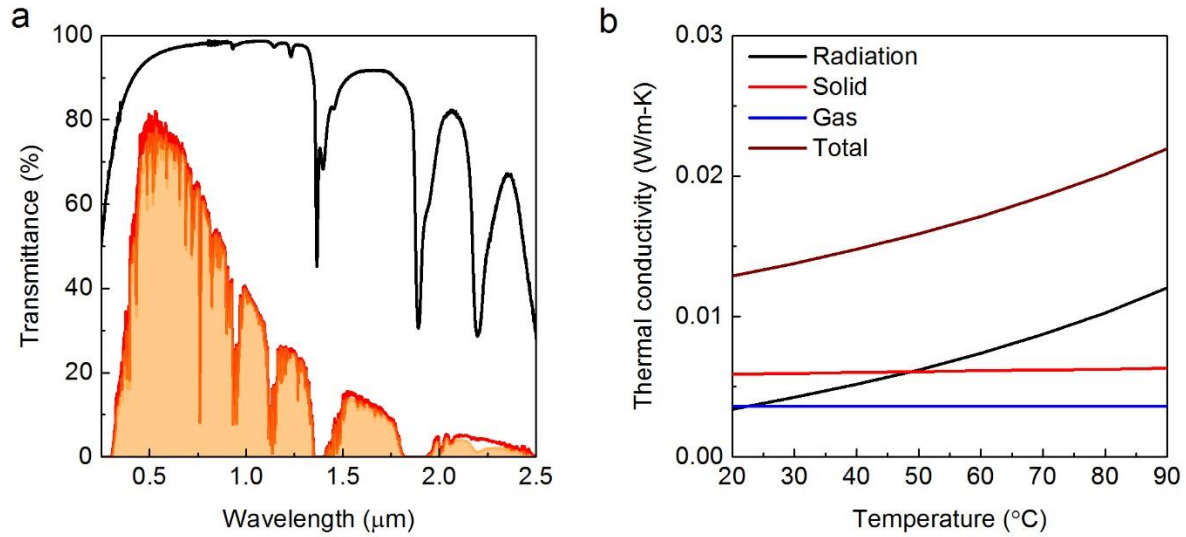 a
Transmittance (%)
100
80
60
40
20
0
0.5 1.0 1.5 2.0 2.5
Wavelength (μm)
b
Thermal conductivity (W/m-K)
0.03
0.02
0.01
0.00
Radiation
Solid
Gas
Total
20 30 40 50 60 70 80 90
Temperature (°C)